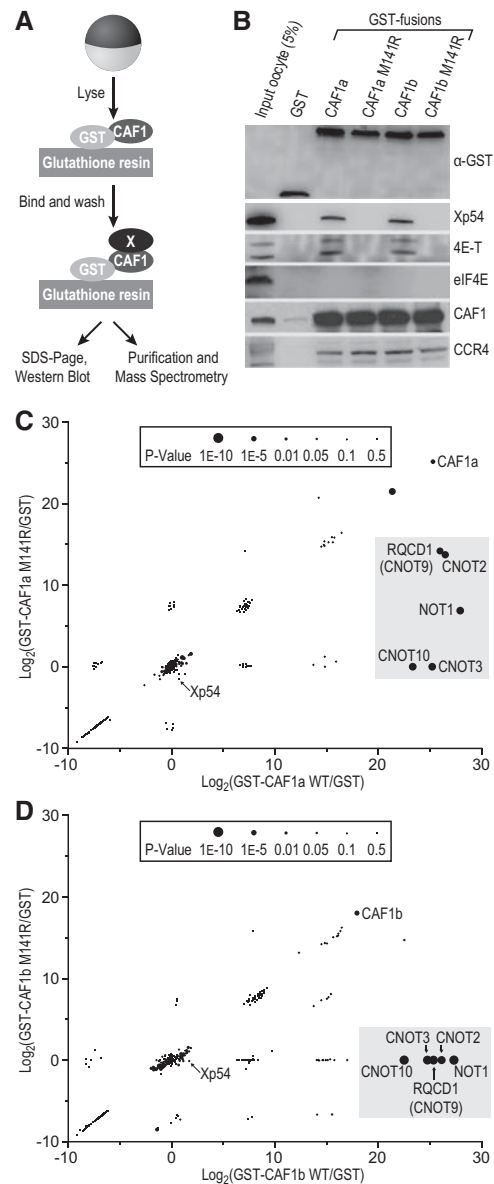 A
Lyse
GST
CAF1
Glutathione resin
Bind and wash
X
GST
CAF1
Glutathione resin
SDS-Page,
Western Blot
Purification and
Mass Spectrometry
B
GST-fusions
Input oocyte (5%)
GST
CAF1a
CAF1a M141R
CAF1b
CAF1b M141R
α-GST
Xp54
4E-T
eIF4E
CAF1
CCR4
C
30
20
10
0
-10
-10
0
10
20
30
Log2(GST-CAF1a M141R/GST)
Log2(GST-CAF1a WT/GST)
P-Value 1E-10 1E-5 0.01 0.05 0.1 0.5
CAF1a
RQCD1
(CNOT9)
CNOT2
NOT1
CNOT10
CNOT3
Xp54
D
30
20
10
0
-10
-10
0
10
20
30
Log2(GST-CAF1b M141R/GST)
Log2(GST-CAF1b WT/GST)
P-Value 1E-10 1E-5 0.01 0.05 0.1 0.5
CAF1b
CNOT3
CNOT2
CNOT10
NOT1
RQCD1
(CNOT9)
Xp54